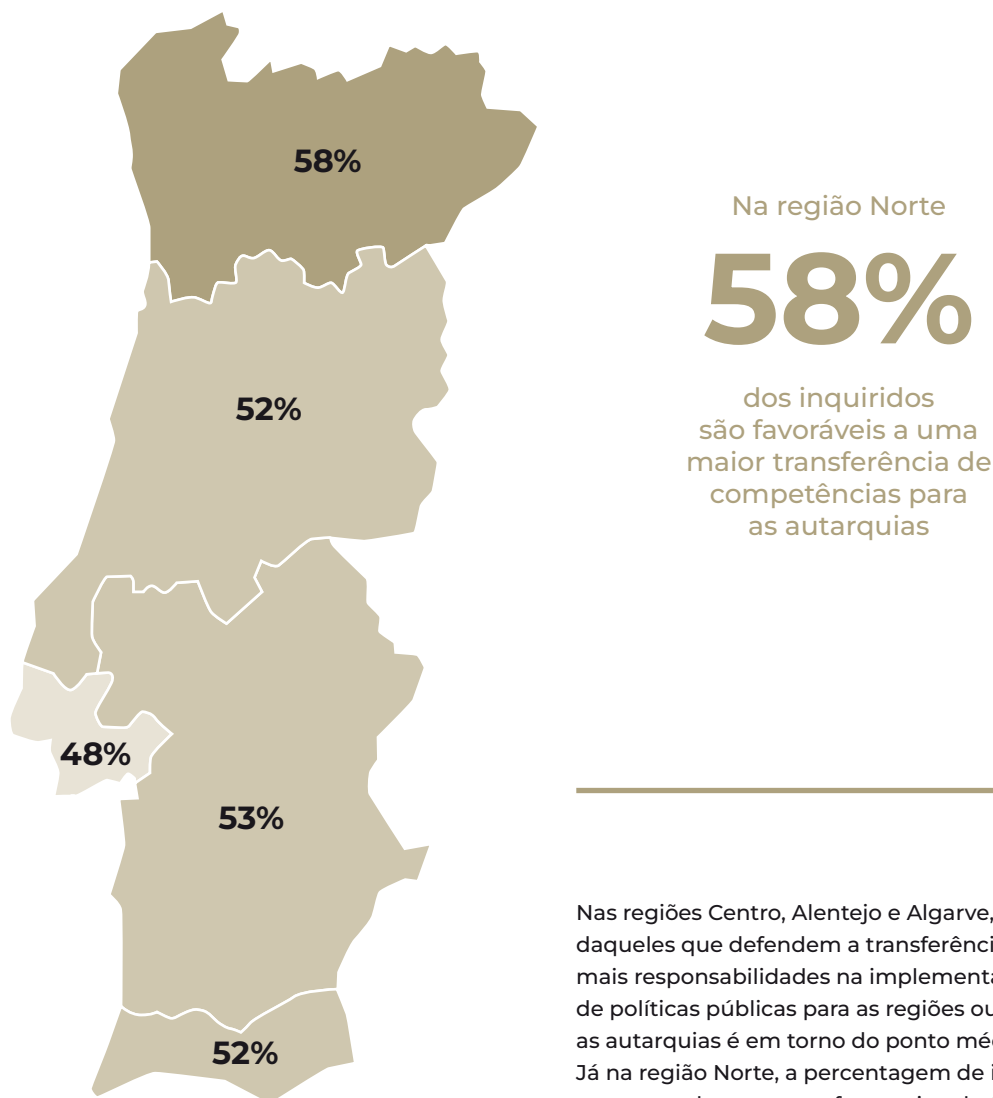 58%
52%
48%
53%
52%
Na região Norte
58%
dos inquiridos
são favoráveis a uma
maior transferência de
competências para
as autarquias
Nas regiões Centro, Alentejo e Algarve,
daqueles que defendem a transferênci
mais responsabilidades na implementa
de políticas públicas para as regiões ou
as autarquias é em torno do ponto mé
Já na região Norte, a percentagem de i